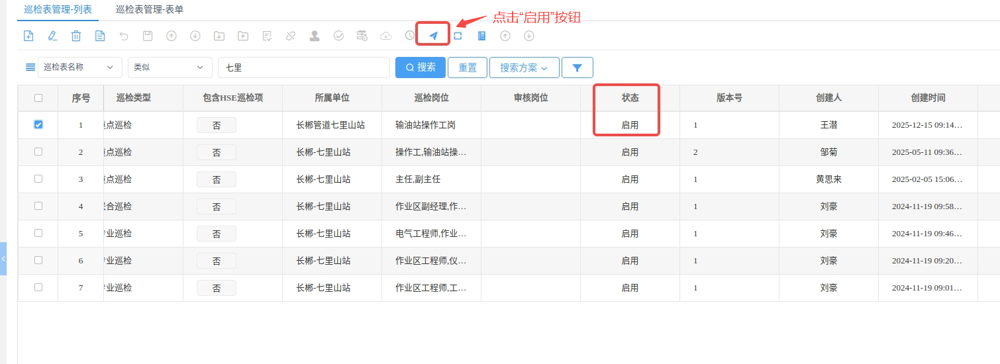 巡检表管理-列表 巡检表管理-表单
点击“启用”按钮
巡检表名称 类似 七里 搜索 重置 搜索方案
序号 巡检类型 包含HSE巡检项 所属单位 巡检岗位 审核岗位 状态 版本号 创建人 创建时间
1 点巡检 否 长郴管道七里山站 输油站操作工岗 启用 1 王潜 2025-12-15 09:14…
2 点巡检 否 长郴-七里山站 操作工,输油站操… 启用 2 邹菊 2025-05-11 09:36…
3 点巡检 否 长郴-七里山站 主任,副主任 启用 1 黄思来 2025-02-05 15:06…
4 合巡检 否 长郴-七里山站 作业区副经理,作… 启用 1 刘豪 2024-11-19 09:58…
5 业巡检 否 长郴-七里山站 电气工程师,作业… 启用 1 刘豪 2024-11-19 09:46…
6 业巡检 否 长郴-七里山站 作业区工程师,仪… 启用 1 刘豪 2024-11-19 09:20…
7 业巡检 否 长郴-七里山站 作业区工程师,工… 启用 1 刘豪 2024-11-19 09:01…